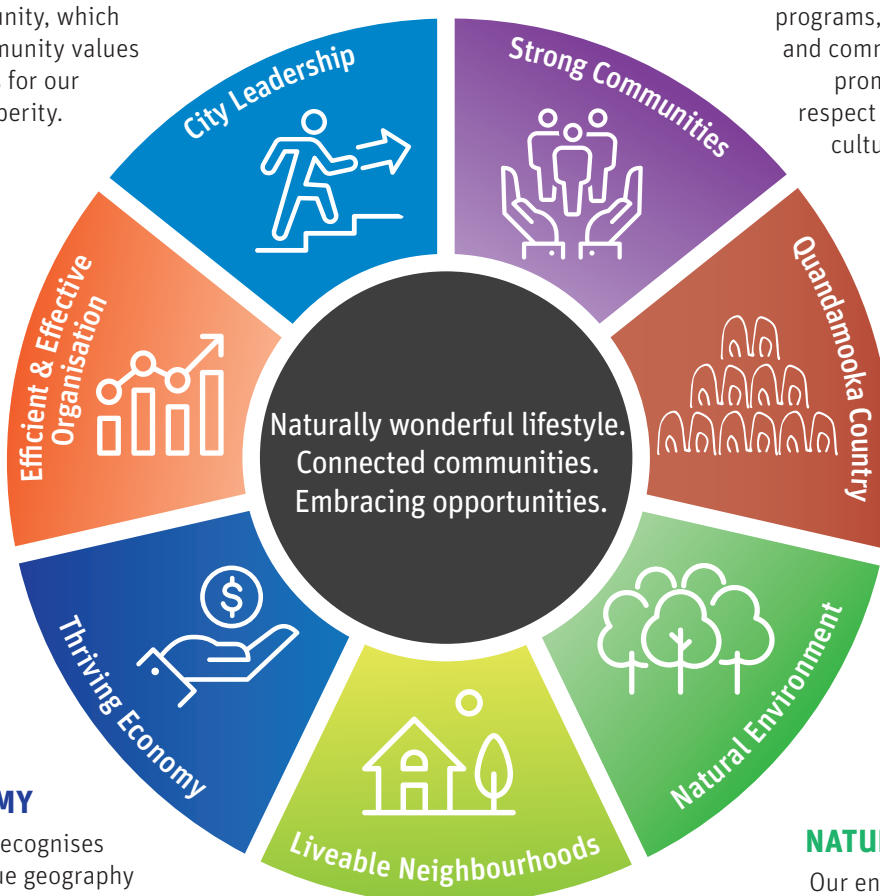 unity, which
munity values
for our
perity.
programs,
and comm
pron
respect
cultu
City Leadership
Strong Communities
Quandamooka Country
Natural Environment
Liveable Neighbourhoods
Thriving Economy
Efficient & Effective
Organisation
Naturally wonderful lifestyle.
Connected communities.
Embracing opportunities.
$
MY
ecognises
ue geography
NATU
Our en